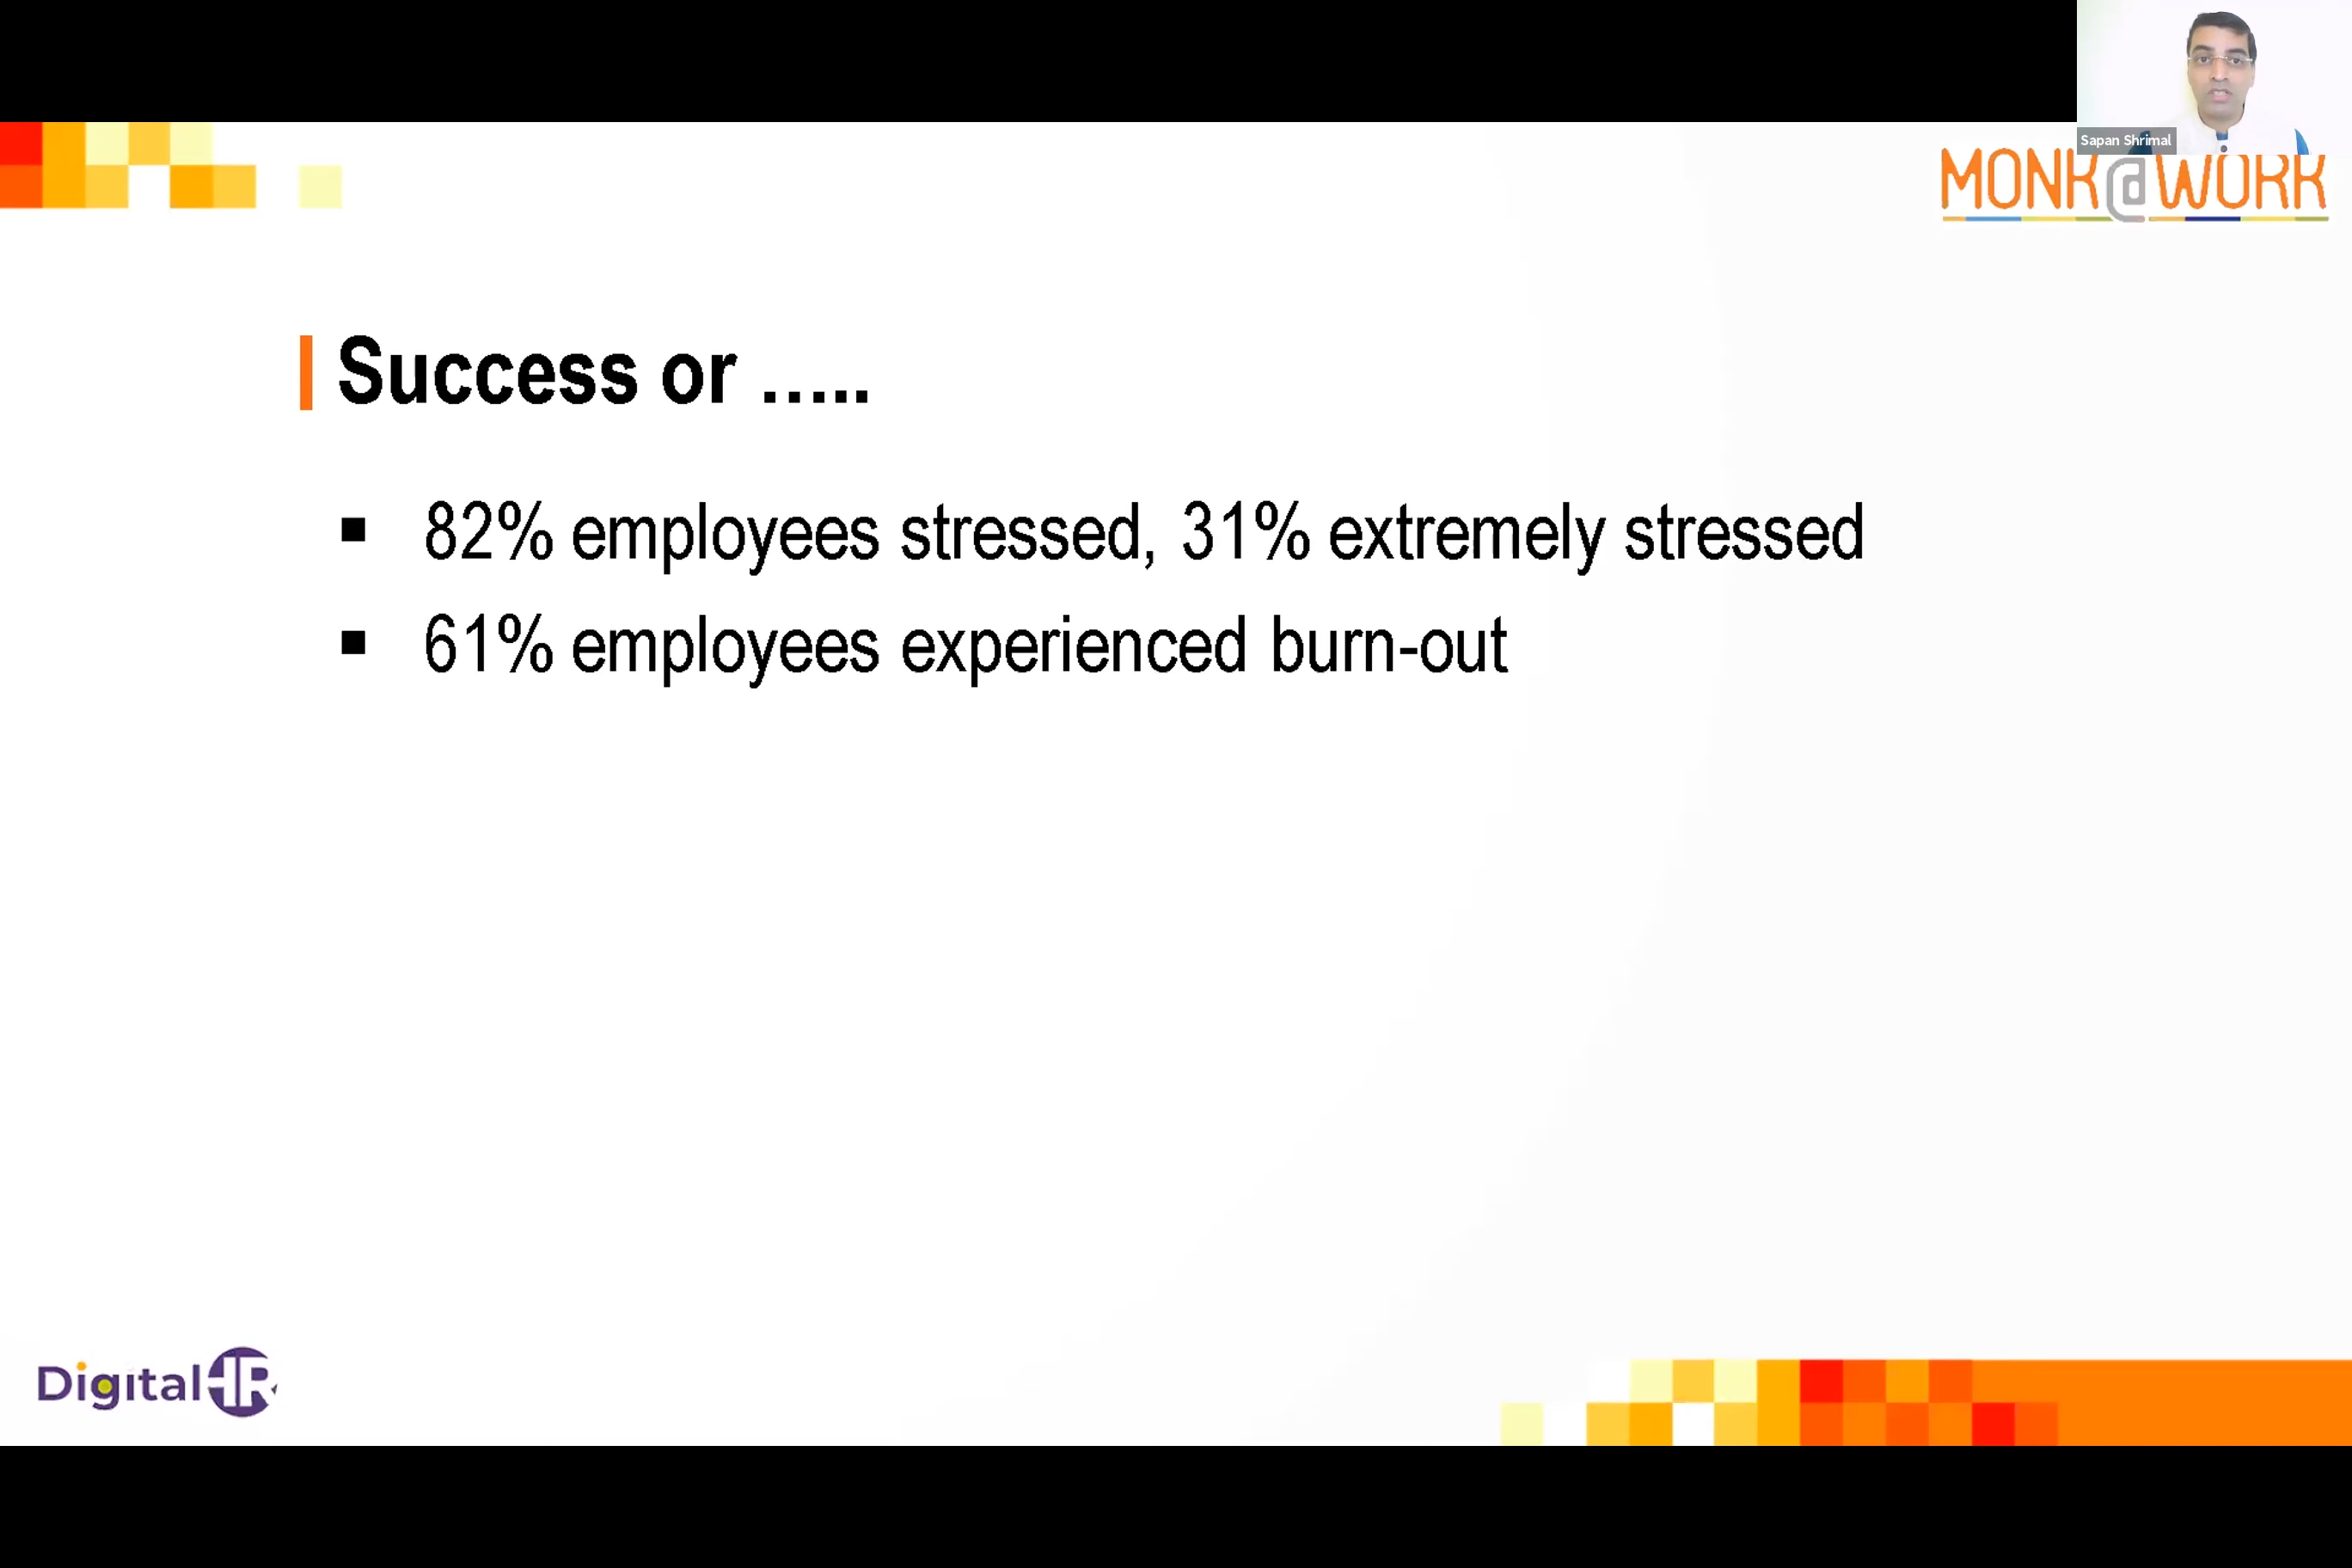 Sapan Shrimal
MONK@WORK
Success or .....
▪ 82% employees stressed, 31% extremely stressed
▪ 61% employees experienced burn-out
DigitalHR